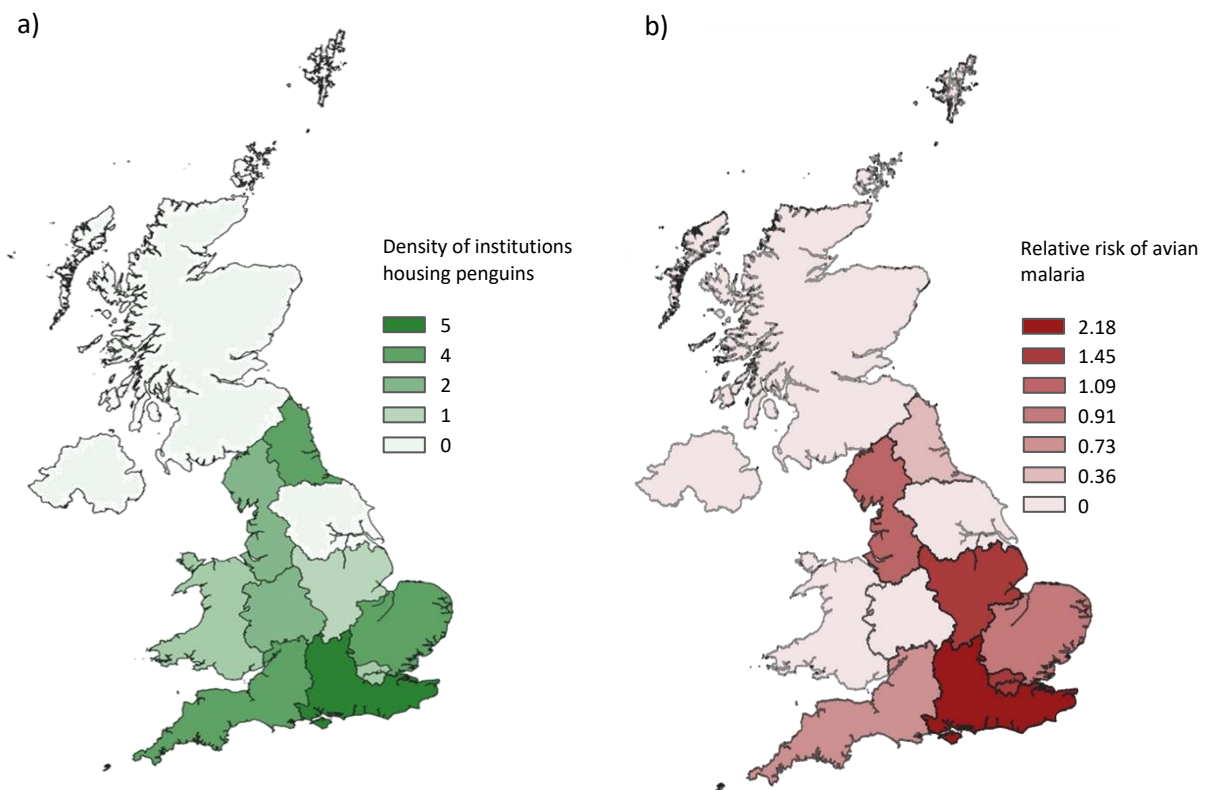 a)
Density of institutions
housing penguins
5
4
2
1
0
b)
Relative risk of avian
malaria
2.18
1.45
1.09
0.91
0.73
0.36
0